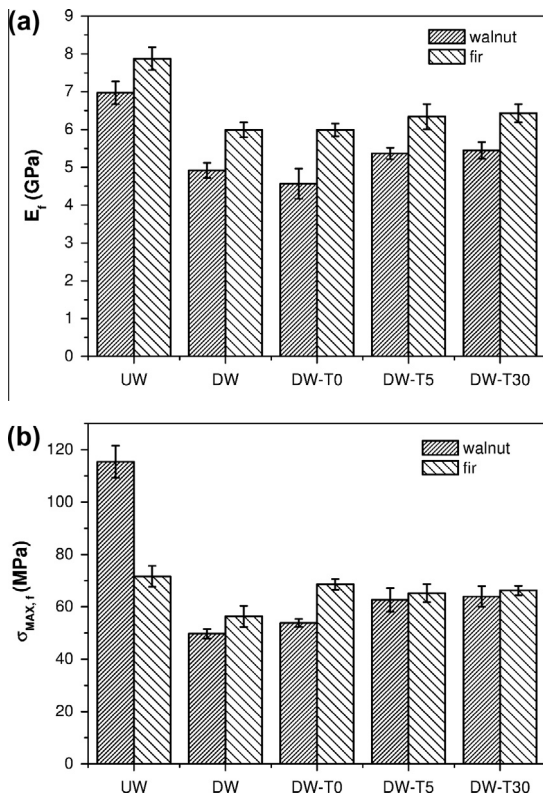 (a)
walnut
fir
9
8
7
6
5
4
3
2
1
0
E_f (GPa)
UW DW DW-T0 DW-T5 DW-T30
(b)
walnut
fir
120
100
80
60
40
20
0
σ_MAX, f (MPa)
UW DW DW-T0 DW-T5 DW-T30